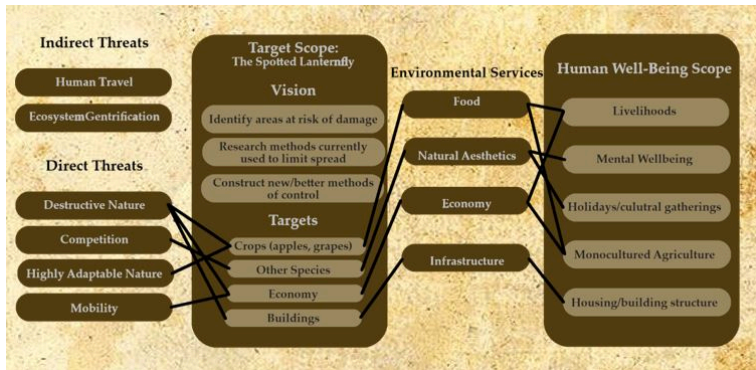 Indirect Threats
Human Travel
Ecosystem Gentrification
Direct Threats
Destructive Nature
Competition
Highly Adaptable Nature
Mobility
Target Scope:
The Spotted Lanternfly
Vision
Identify areas at risk of damage
Research methods currently
used to limit spread
Construct new/better methods
of control
Targets
Crops (apples, grapes)
Other Species
Economy
Buildings
Environmental Services
Food
Natural Aesthetics
Economy
Infrastructure
Human Well-Being Scope
Livelihoods
Mental Wellbeing
Holidays/culutral gatherings
Monocultured Agriculture
Housing/building structure